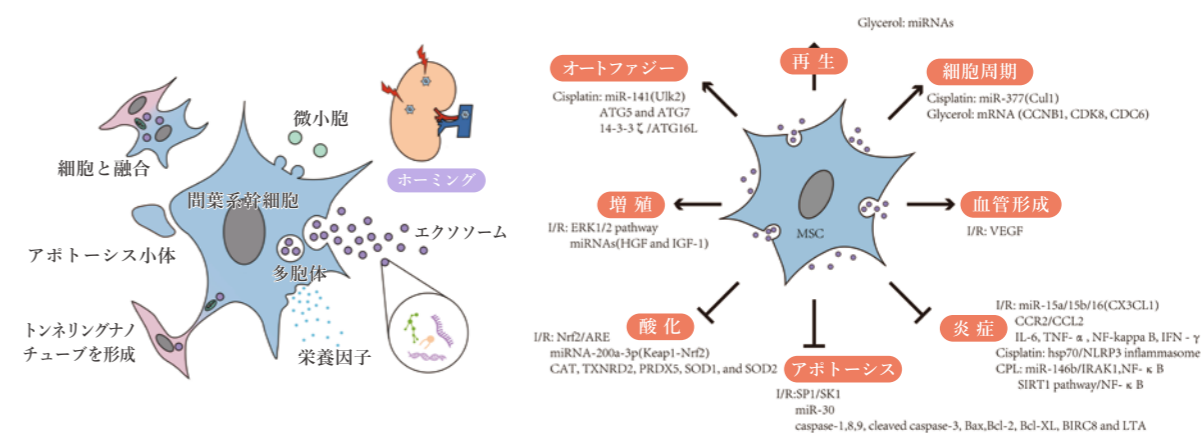 細胞と融合
微小胞
ホーミング
間葉系幹細胞
アポトーシス小体
エクソソーム
多胞体
トンネリングナノ
チューブを形成
栄養因子
Glycerol: miRNAs
再生
オートファジー
Cisplatin: miR-141(Ulk2)
ATG5 and ATG7
14-3-3 ζ /ATG16L
細胞周期
Cisplatin: miR-377(Cul1)
Glycerol: mRNA (CCNB1, CDK8, CDC6)
増殖
I/R: ERK1/2 pathway
miRNAs(HGF and IGF-1)
MSC
血管形成
I/R: VEGF
酸化
I/R: Nrf2/ARE
miRNA-200a-3p(Keap1-Nrf2)
CAT, TXNRD2, PRDX5, SOD1, and SOD2
アポトーシス
I/R:SP1/SK1
miR-30
caspase-1,8,9, cleaved caspase-3, Bax,Bcl-2, Bcl-XL, BIRC8 and LTA
炎症
I/R: miR-15a/15b/16(CX3CL1)
CCR2/CCL2
IL-6, TNF- α , NF-kappa B, IFN - γ
Cisplatin: hsp70/NLRP3 inflammasome
CPL: miR-146b/IRAK1,NF- κ B
SIRT1 pathway/NF- κ B